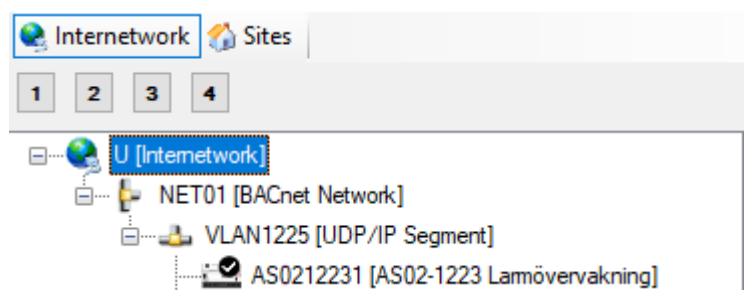 Internetwork Sites
1 2 3 4
U [Internetwork]
NET01 [BACnet Network]
VLAN1225 [UDP/IP Segment]
AS0212231 [AS02-1223 Larmövervakning]